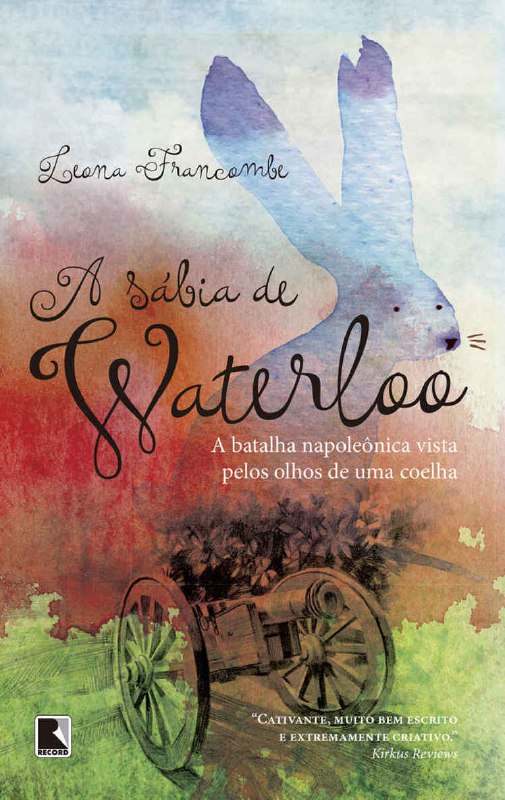 Leona Francombe
A sábia de
Waterloo
A batalha napoleônica vista
pelos olhos de uma coelha
"CATIVANTE, MUITO BEM ESCRITO
E EXTREMAMENTE CRIATIVO."
Kirkus Reviews
RECORD